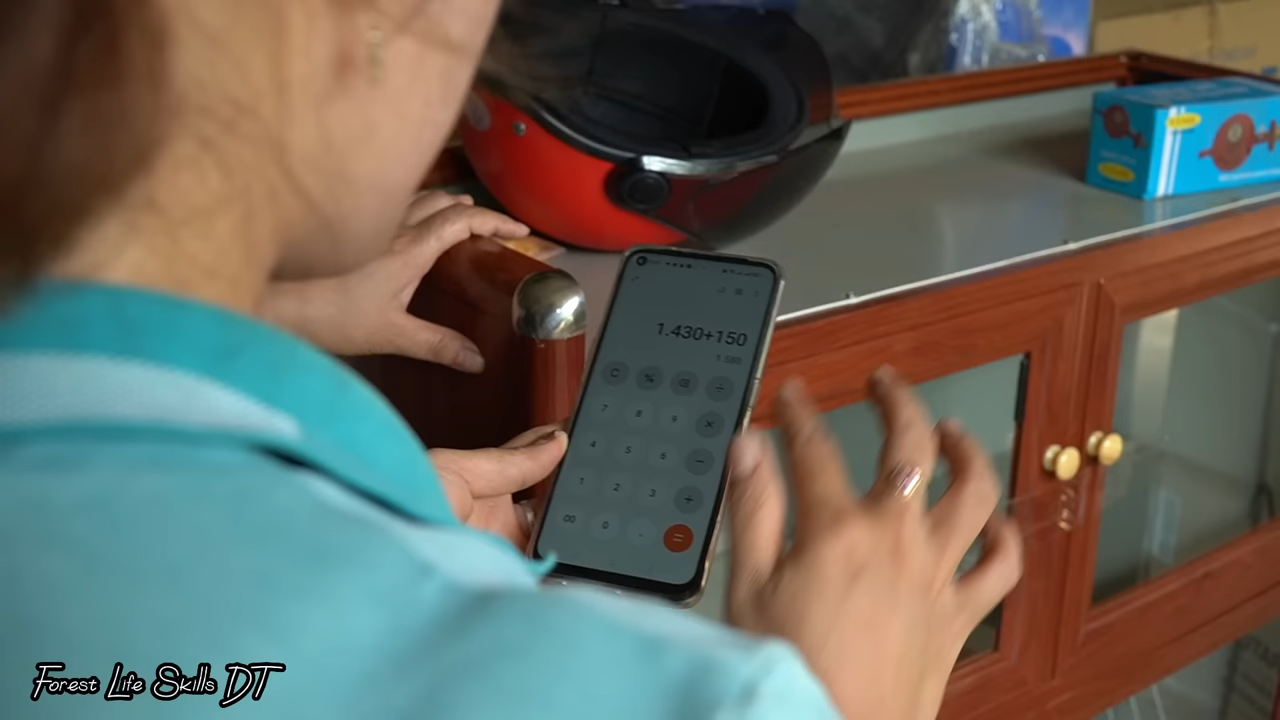 1.430+150
1.580
C % ÷
7 8 9 ×
4 5 6 −
1 2 3 +
00 0 . =
Forest Life Skills DT